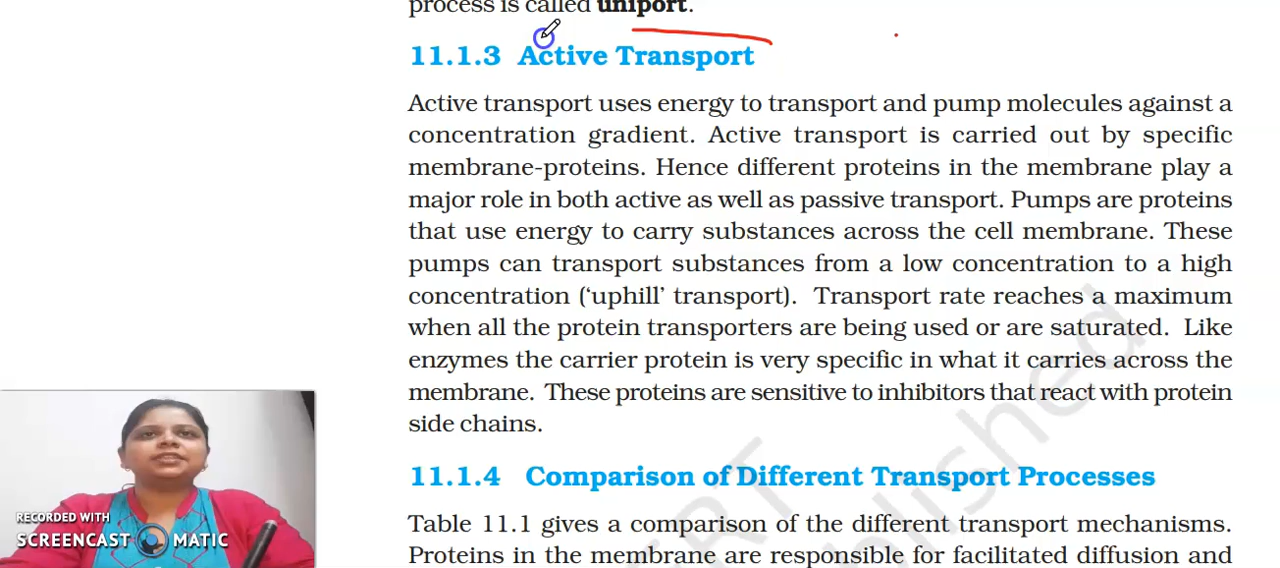 process is called uniport.
11.1.3 Active Transport
Active transport uses energy to transport and pump molecules against a
concentration gradient. Active transport is carried out by specific
membrane-proteins. Hence different proteins in the membrane play a
major role in both active as well as passive transport. Pumps are proteins
that use energy to carry substances across the cell membrane. These
pumps can transport substances from a low concentration to a high
concentration (‘uphill’ transport). Transport rate reaches a maximum
when all the protein transporters are being used or are saturated. Like
enzymes the carrier protein is very specific in what it carries across the
membrane. These proteins are sensitive to inhibitors that react with protein
side chains.
11.1.4 Comparison of Different Transport Processes
Table 11.1 gives a comparison of the different transport mechanisms.
Proteins in the membrane are responsible for facilitated diffusion and
RECORDED WITH
SCREENCAST MATIC